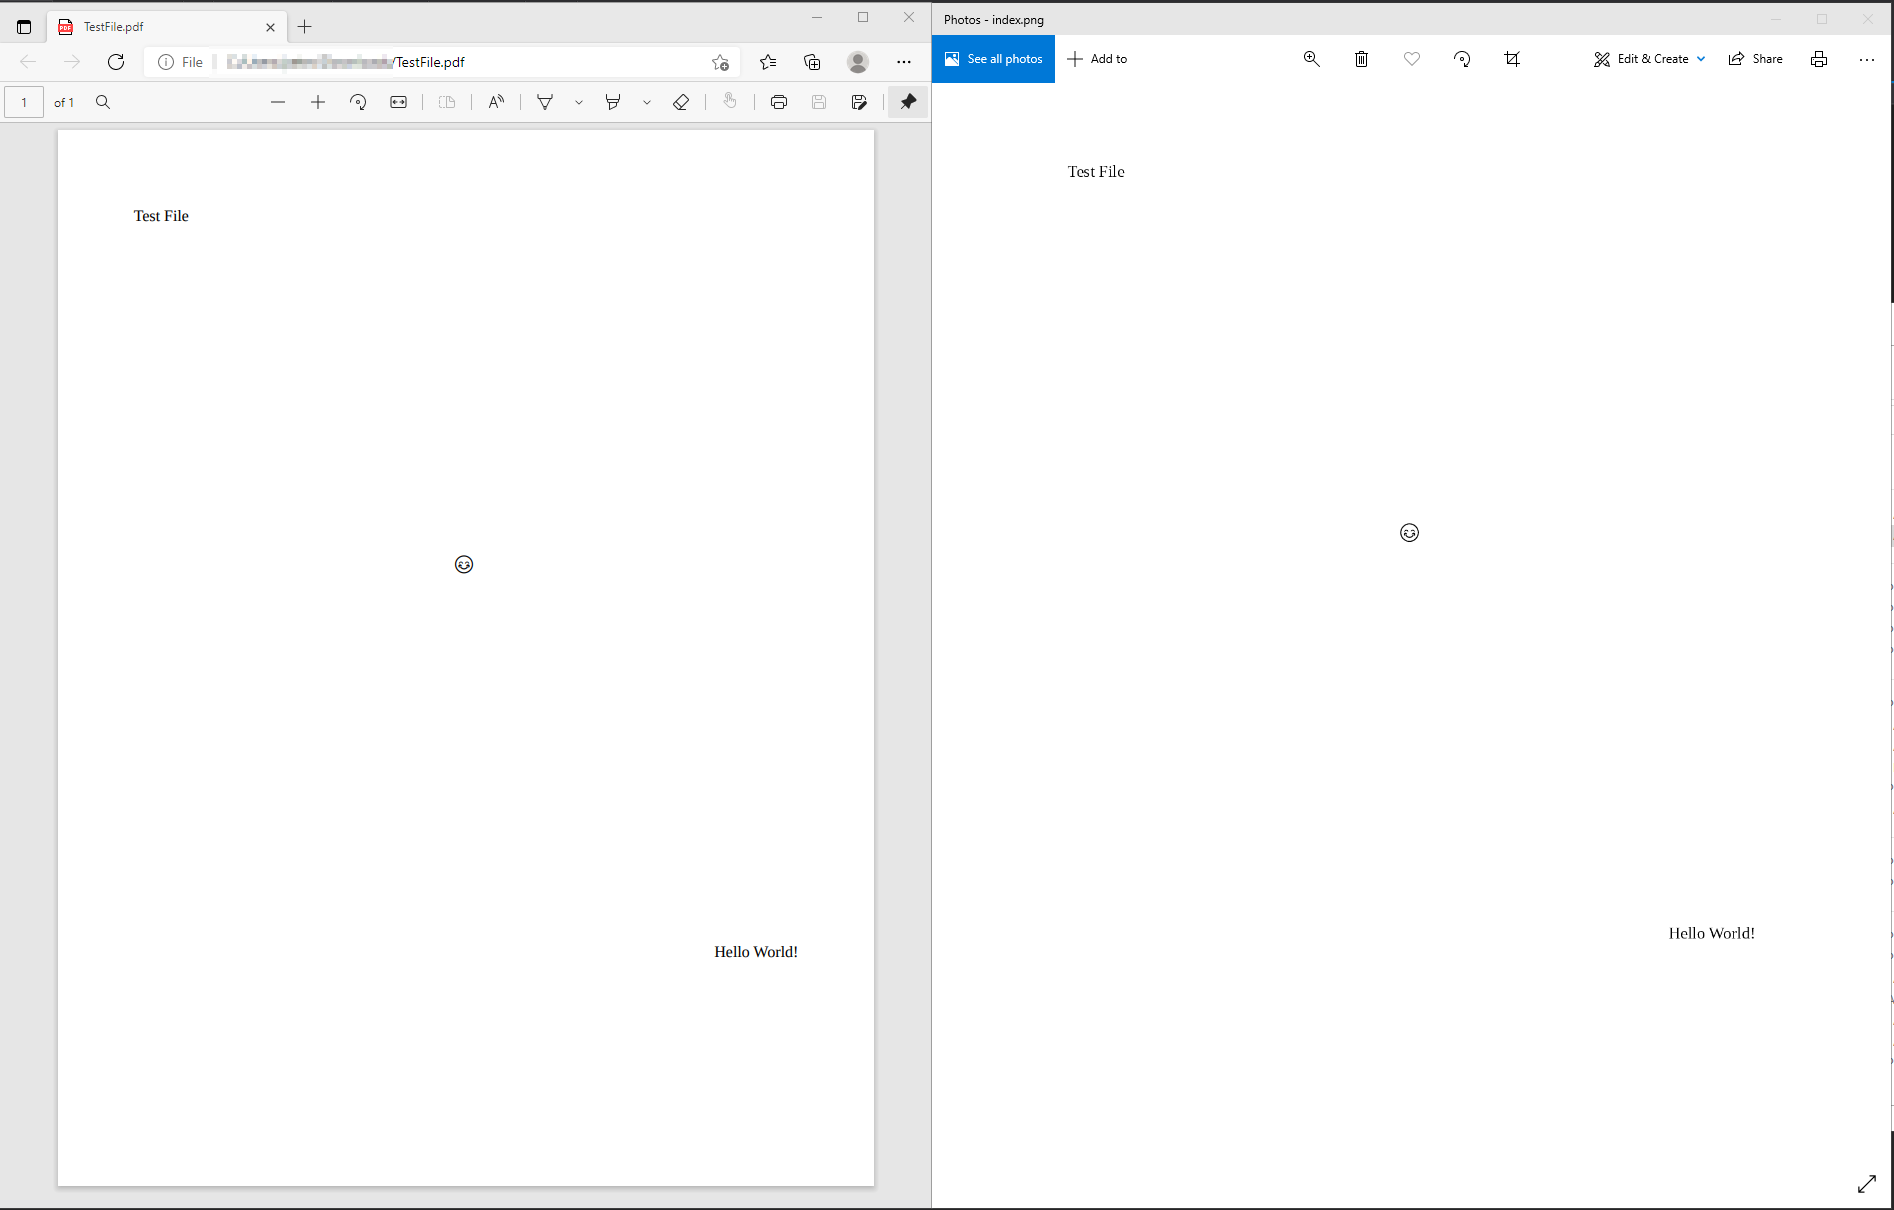 TestFile.pdf
File
/TestFile.pdf
1 of 1
Test File
😊
Hello World!
Photos - index.png
See all photos
Add to
Edit & Create
Share
Test File
😊
Hello World!